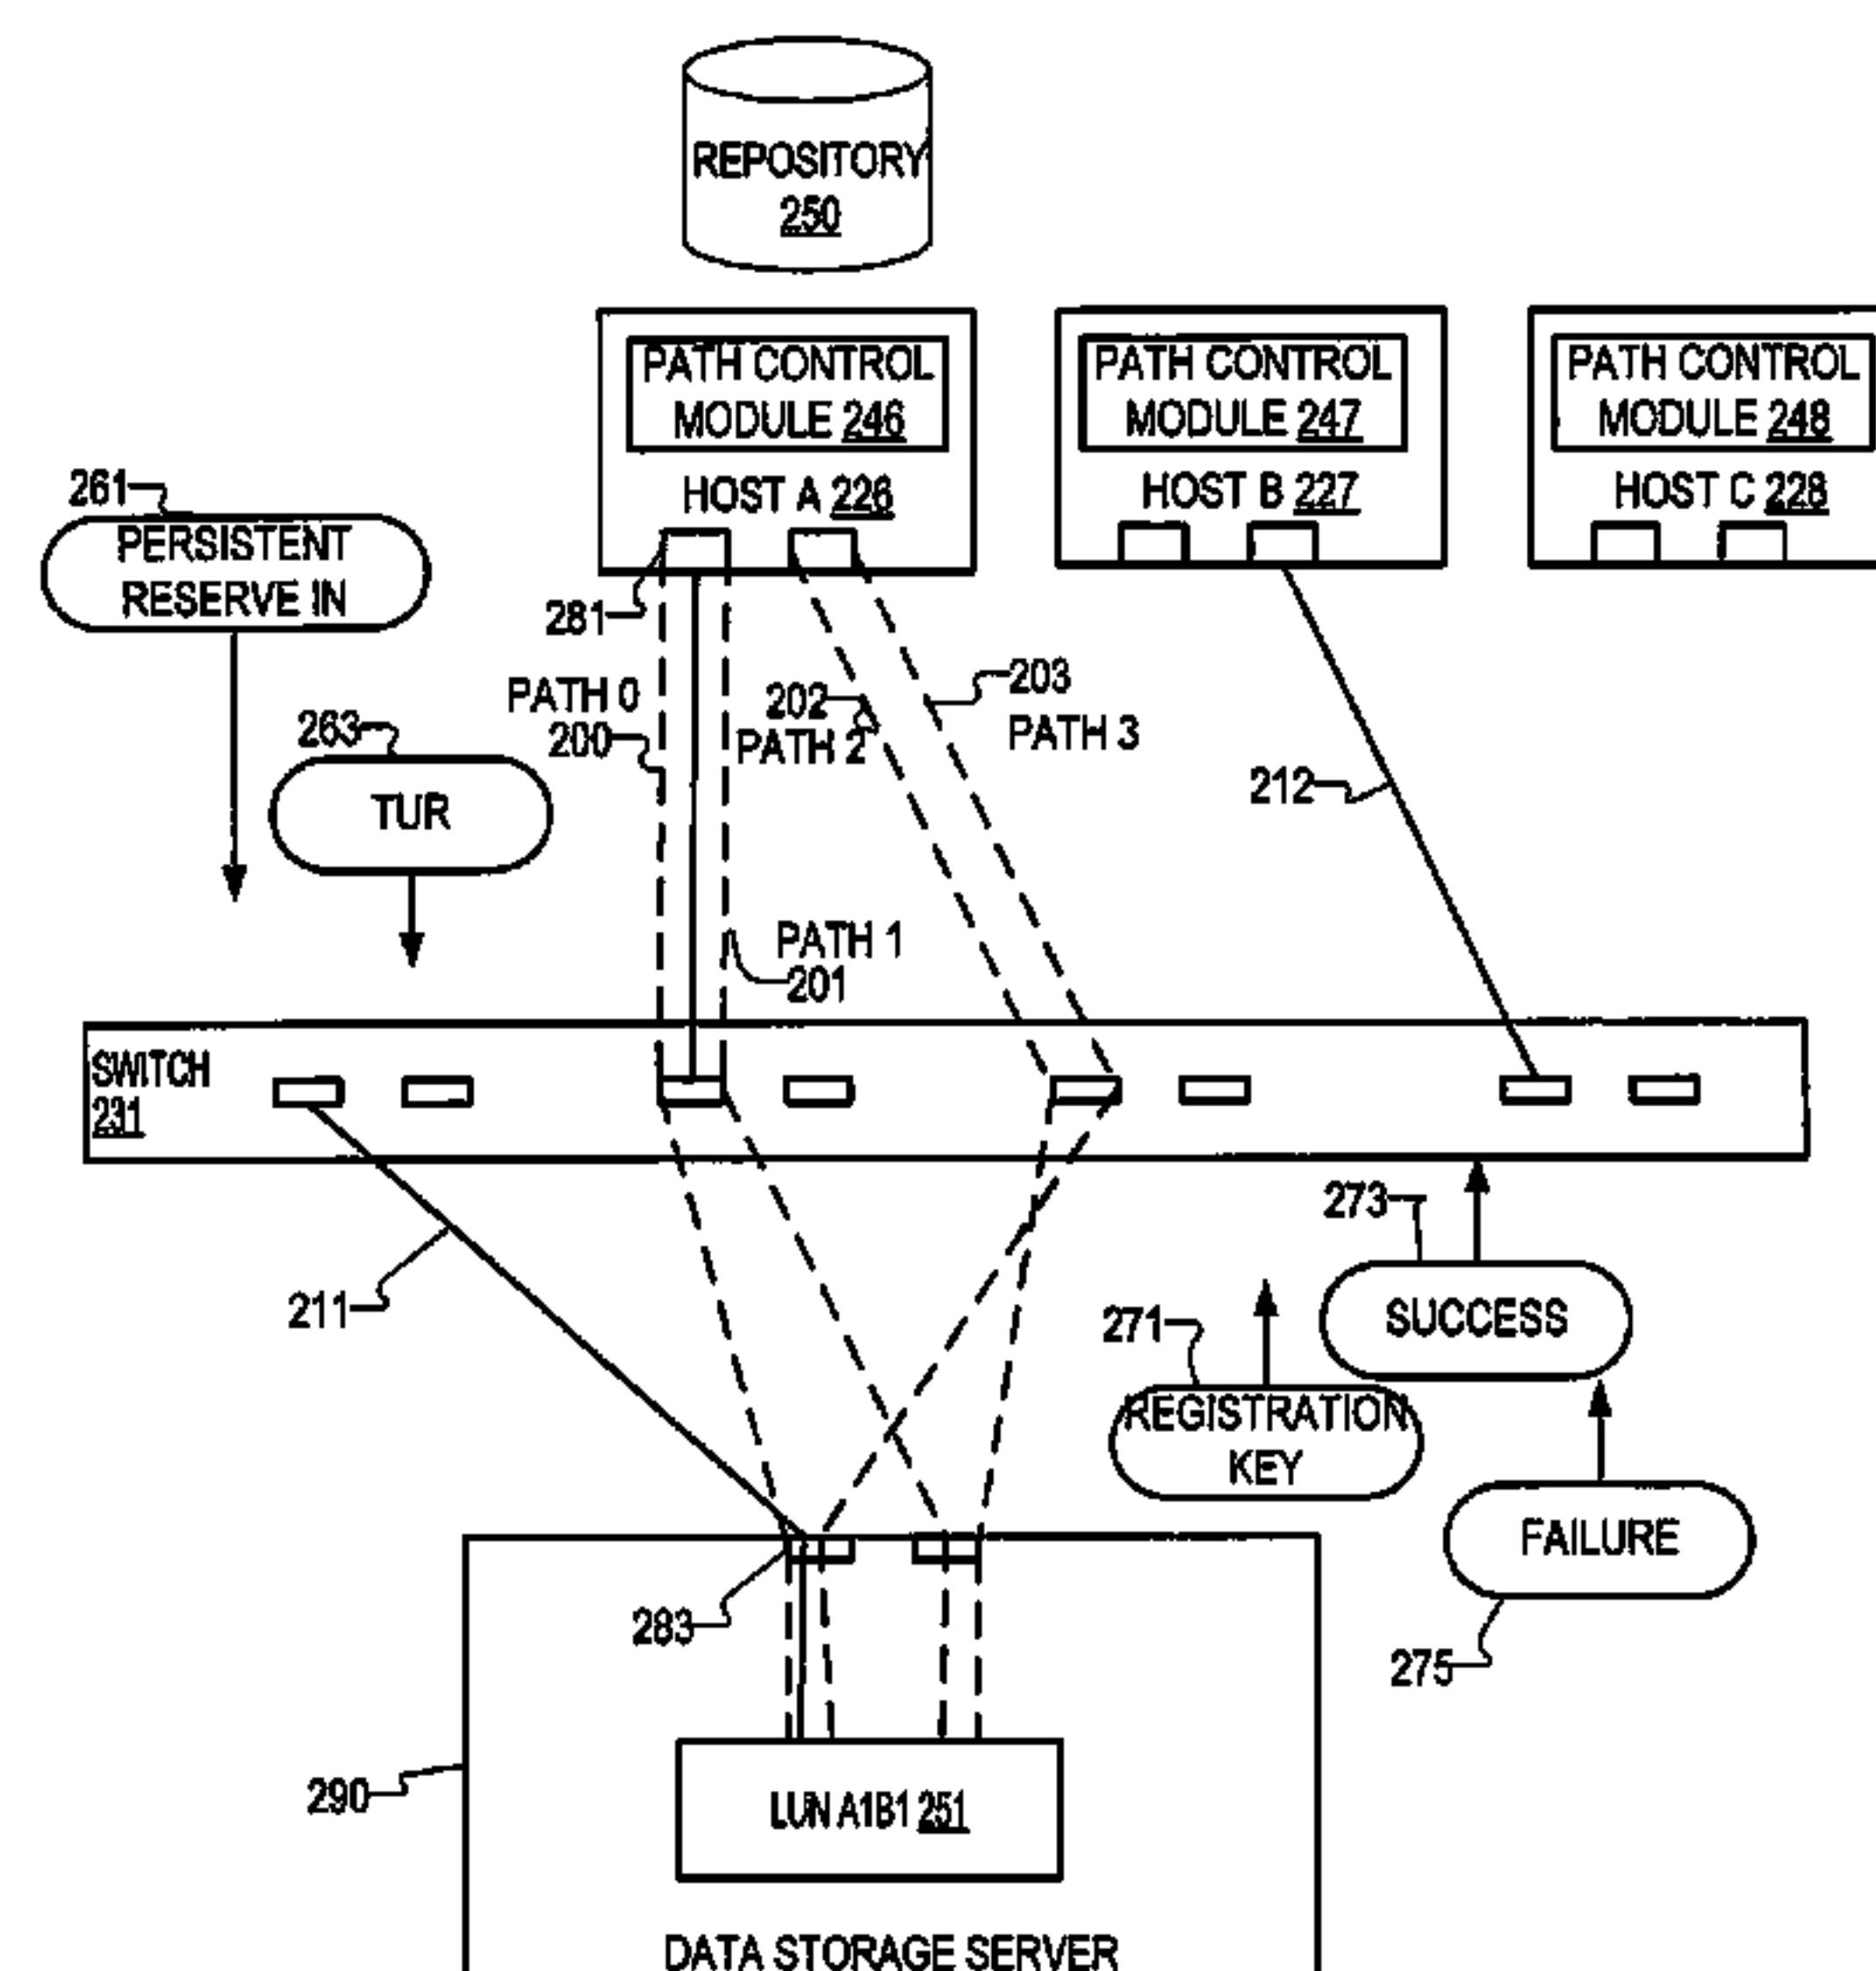 REPOSITORY
250
PATH CONTROL
MODULE 246
HOST A 226
PATH CONTROL
MODULE 247
HOST B 227
PATH CONTROL
MODULE 248
HOST C 228
261
PERSISTENT
RESERVE IN
281
PATH 0
200
202
PATH 2
203
PATH 3
263
TUR
212
PATH 1
201
SWITCH
231
211
273
SUCCESS
271
REGISTRATION
KEY
FAILURE
275
283
290
LUN A1B1 251
DATA STORAGE SERVER